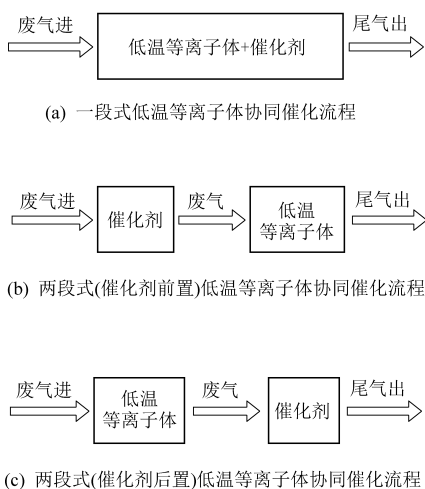 废气进
低温等离子体+催化剂
尾气出
(a) 一段式低温等离子体协同催化流程
废气进
催化剂
废气
低温
等离子体
尾气出
(b) 两段式(催化剂前置)低温等离子体协同催化流程
废气进
低温
等离子体
废气
催化剂
尾气出
(c) 两段式(催化剂后置)低温等离子体协同催化流程